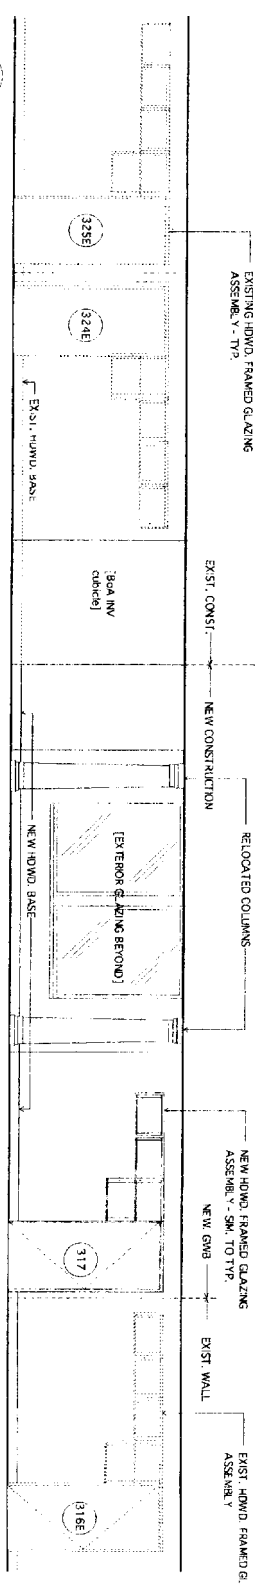 EXISTING HDWD. FRAMED GLAZING
ASSEMBLY - TYP.
EXIST. CONST.
NEW CONSTRUCTION
RELOCATED COLUMNS
NEW HDWD. FRAMED GLAZING
ASSEMBLY - SIM. TO TYP.
NEW GWB
EXIST. WALL
EXIST. HDWD. FRAMED GL
ASSEMBLY
[325E]
[324E]
EXIST. HDWD. BASE
[BoA INV
cubicle]
[EXTERIOR GLAZING BEYOND]
NEW HDWD. BASE
317
[316E]